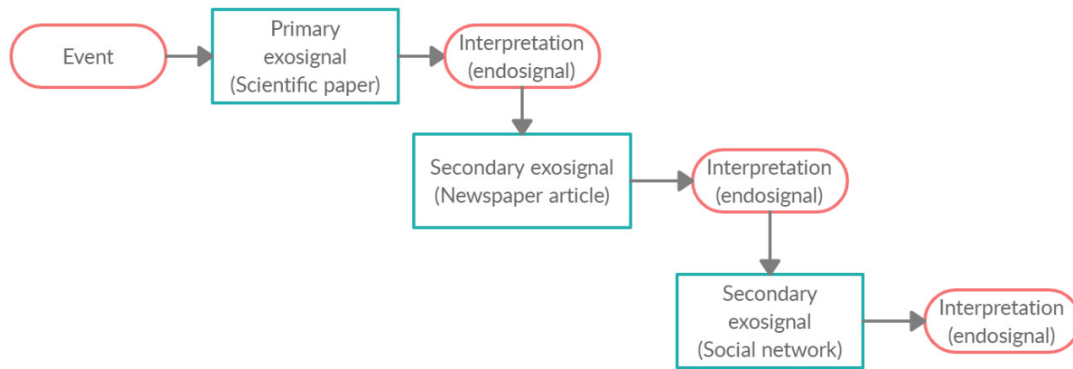 Event
Primary
exosignal
(Scientific paper)
Interpretation
(endosignal)
Secondary exosignal
(Newspaper article)
Interpretation
(endosignal)
Secondary
exosignal
(Social network)
Interpretation
(endosignal)